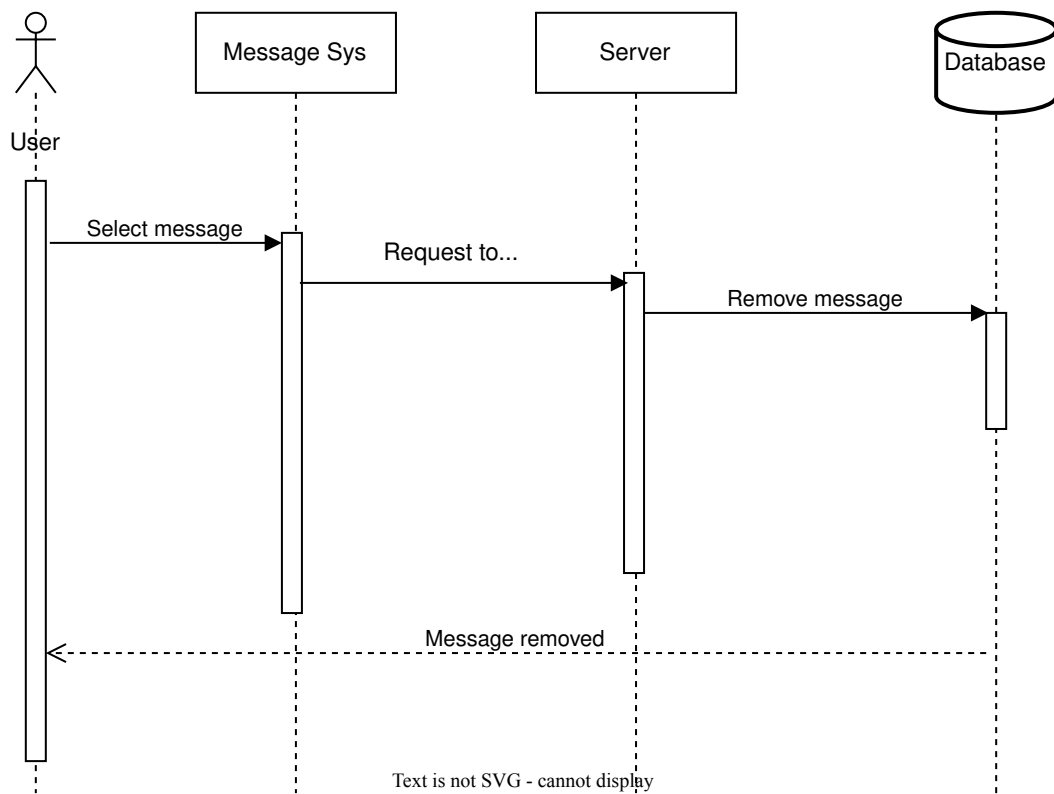 Message Sys
Server
Database
User
Select message
Request to...
Remove message
Message removed
Text is not SVG - cannot display